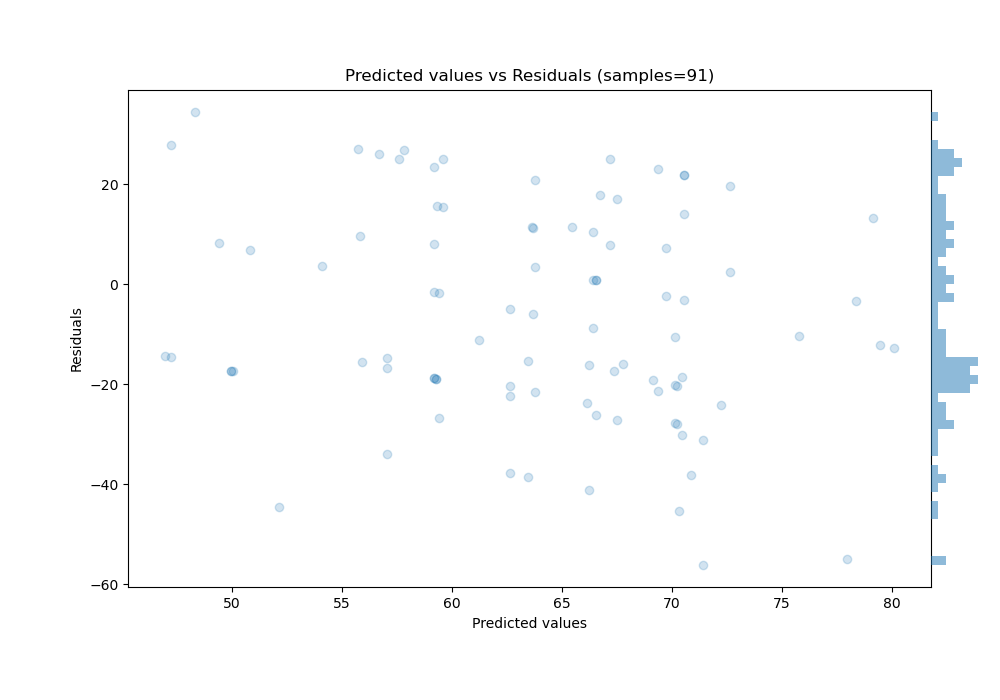 Predicted values vs Residuals (samples=91)
20
0
−20
−40
−60
Residuals
50 55 60 65 70 75 80
Predicted values